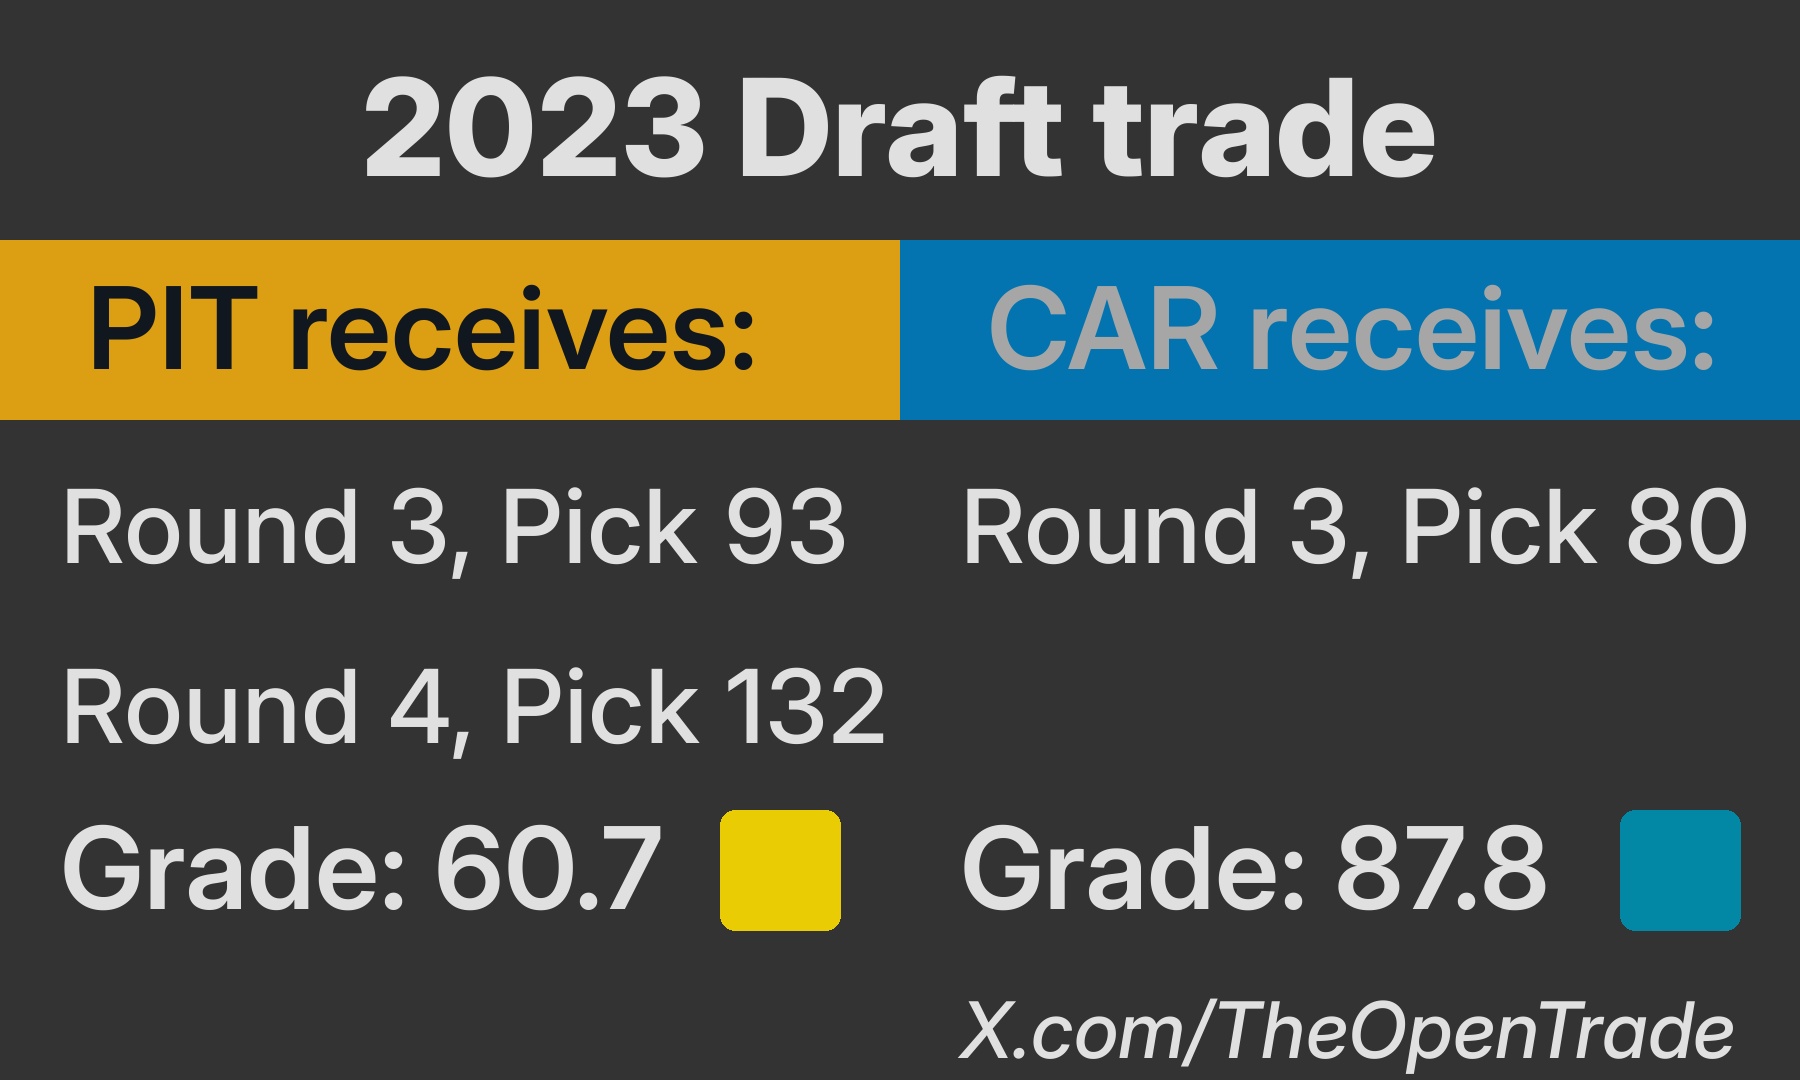 2023 Draft trade
PIT receives:
CAR receives:
Round 3, Pick 93
Round 3, Pick 80
Round 4, Pick 132
Grade: 60.7
Grade: 87.8
X.com/TheOpenTrade